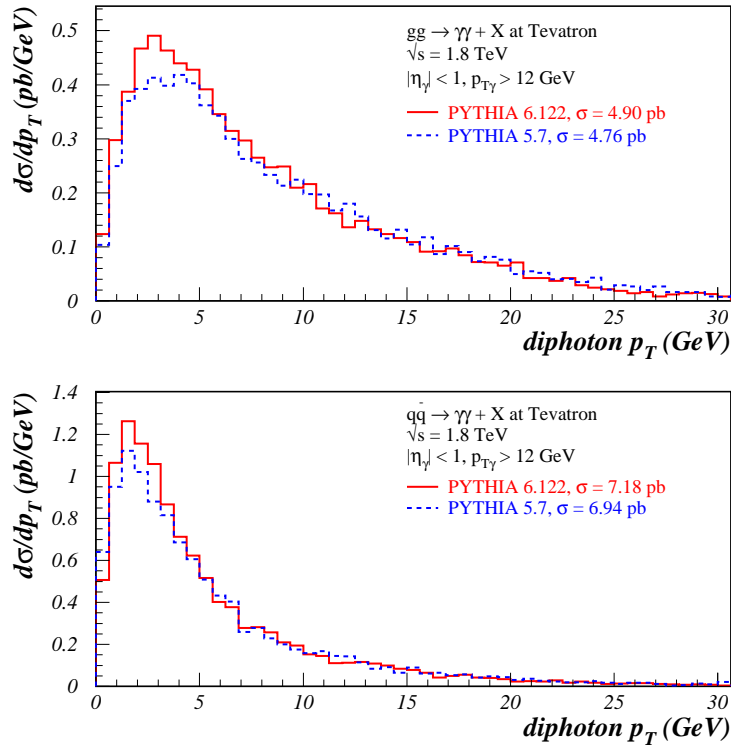 dσ/dp_T (pb/GeV)
0.5
0.4
0.3
0.2
0.1
0
gg → γγ + X at Tevatron
√s = 1.8 TeV
|η_γ| < 1, p_Tγ > 12 GeV
PYTHIA 6.122, σ = 4.90 pb
PYTHIA 5.7, σ = 4.76 pb
0 5 10 15 20 25 30
diphoton p_T (GeV)
dσ/dp_T (pb/GeV)
1.4
1.2
1
0.8
0.6
0.4
0.2
0
qq̄ → γγ + X at Tevatron
√s = 1.8 TeV
|η_γ| < 1, p_Tγ > 12 GeV
PYTHIA 6.122, σ = 7.18 pb
PYTHIA 5.7, σ = 6.94 pb
0 5 10 15 20 25 30
diphoton p_T (GeV)